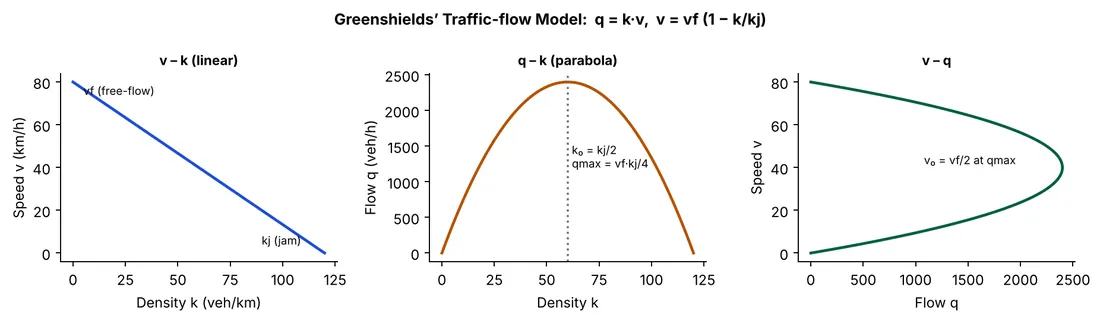 Greenshields’ Traffic-flow Model: q = k·v, v = vf (1 − k/kj)
v – k (linear)
80
60
40
20
0
Speed v (km/h)
vf (free-flow)
kj (jam)
0 25 50 75 100 125
Density k (veh/km)
q – k (parabola)
2500
2000
1500
1000
500
0
Flow q (veh/h)
k₀ = kj/2
qmax = vf·kj/4
0 25 50 75 100 125
Density k
v – q
80
60
40
20
0
Speed v
v₀ = vf/2 at qmax
0 500 1000 1500 2000 2500
Flow q